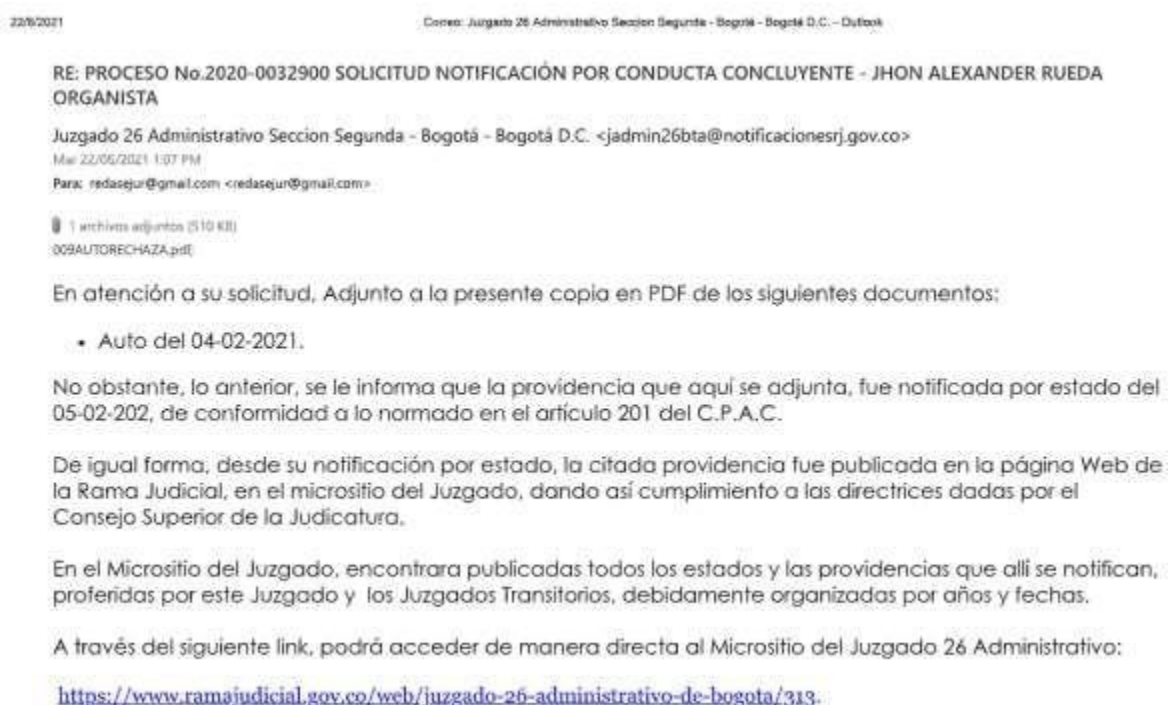 22/6/2021
Correo: Juzgado 26 Administrativo Seccion Segunda - Bogotá - Bogotá D.C. - Outlook
RE: PROCESO No.2020-0032900 SOLICITUD NOTIFICACIÓN POR CONDUCTA CONCLUYENTE - JHON ALEXANDER RUEDA
ORGANISTA
Juzgado 26 Administrativo Seccion Segunda - Bogotá - Bogotá D.C. <jadmin26bta@notificacionesrj.gov.co>
Mar 22/06/2021 1:07 PM
Para: redasejur@gmail.com <redasejur@gmail.com>
1 archivos adjuntos (510 KB)
009AUTORECHAZA.pdf;
En atención a su solicitud, Adjunto a la presente copia en PDF de los siguientes documentos:
• Auto del 04-02-2021.
No obstante, lo anterior, se le informa que la providencia que aquí se adjunta, fue notificada por estado del
05-02-202, de conformidad a lo normado en el artículo 201 del C.P.A.C.
De igual forma, desde su notificación por estado, la citada providencia fue publicada en la página Web de
la Rama Judicial, en el micrositio del Juzgado, dando así cumplimiento a las directrices dadas por el
Consejo Superior de la Judicatura.
En el Micrositio del Juzgado, encontrara publicadas todos los estados y las providencias que allí se notifican,
proferidas por este Juzgado y los Juzgados Transitorios, debidamente organizadas por años y fechas.
A través del siguiente link, podrá acceder de manera directa al Micrositio del Juzgado 26 Administrativo:
https://www.ramajudicial.gov.co/web/juzgado-26-administrativo-de-bogota/313.